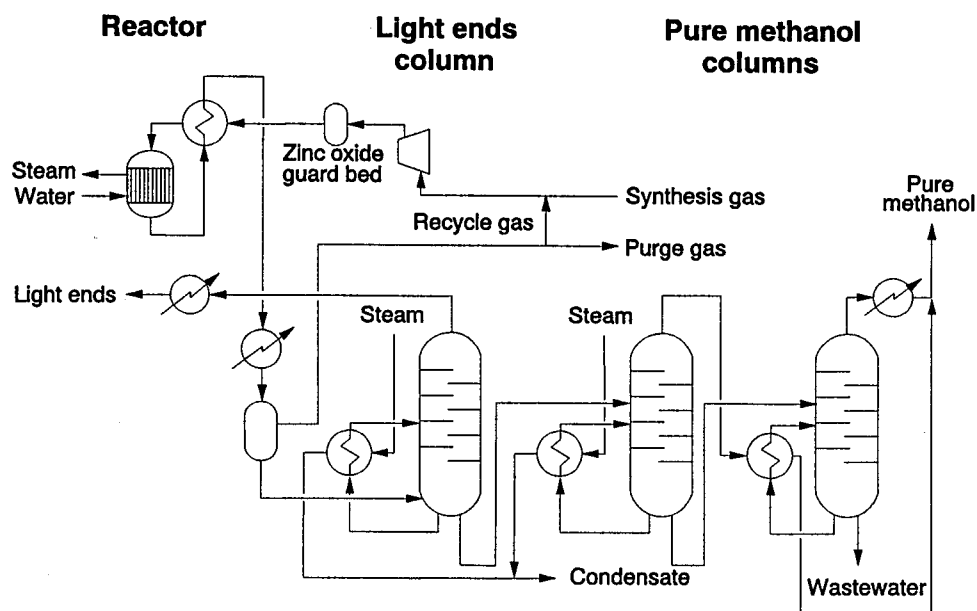 Reactor
Light ends
column
Pure methanol
columns
Zinc oxide
guard bed
Steam
Water
Synthesis gas
Pure
methanol
Recycle gas
Purge gas
Light ends
Steam
Steam
Condensate
Wastewater